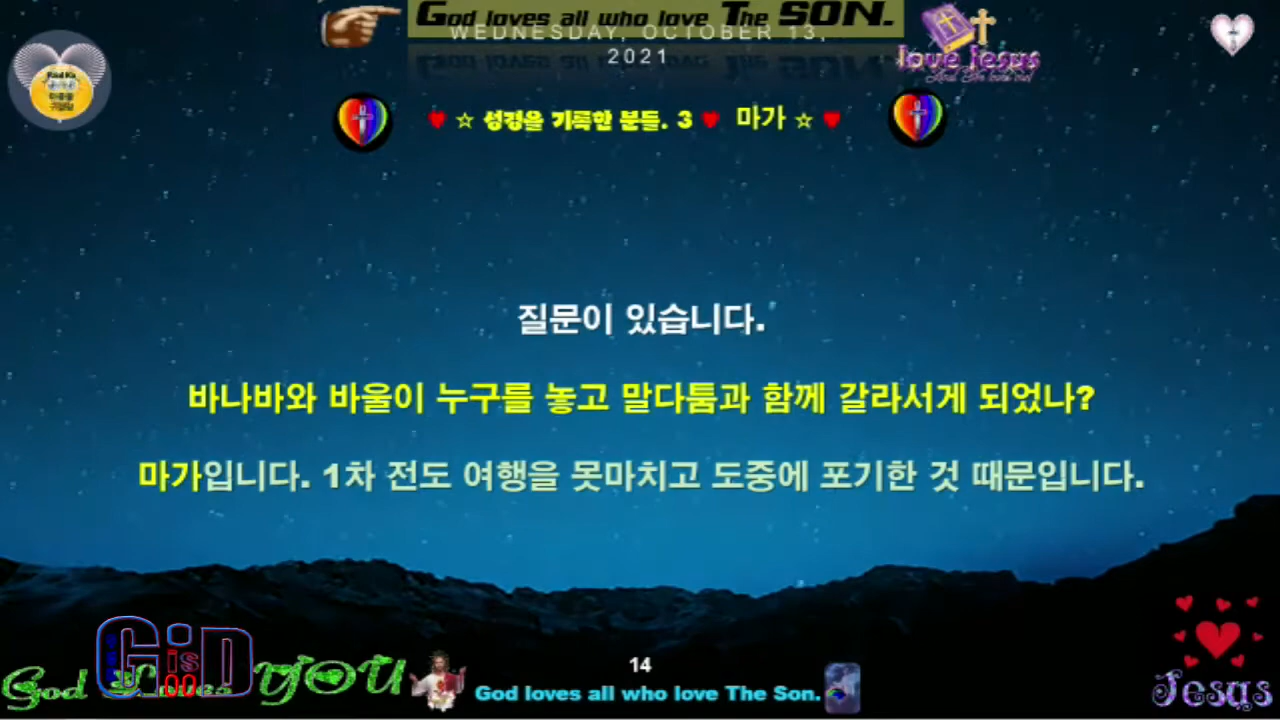 God loves all who love The SON.
WEDNESDAY, OCTOBER 13,
2021
love Jesus
♥ ☆ 성경을 기록한 분들. 3 ♥ 마가 ☆ ♥
질문이 있습니다.
바나바와 바울이 누구를 놓고 말다툼과 함께 갈라서게 되었나?
마가입니다. 1차 전도 여행을 못마치고 도중에 포기한 것 때문입니다.
God Loves YOU
G is D
14
God loves all who love The Son.
Jesus